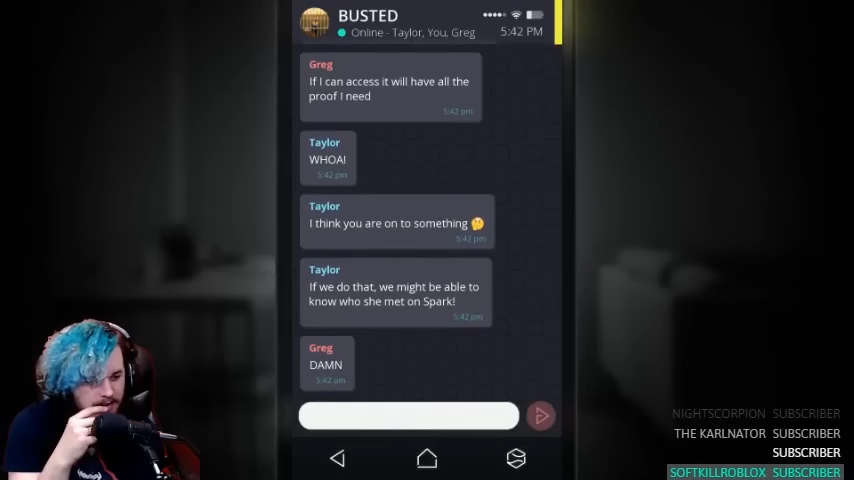 BUSTED
Online - Taylor, You, Greg
5:42 PM
Greg
If I can access it will have all the
proof I need
5:42 pm
Taylor
WHOA!
5:42 pm
Taylor
I think you are on to something 🤔
5:42 pm
Taylor
If we do that, we might be able to
know who she met on Spark!
5:42 pm
Greg
DAMN
5:42 pm
NIGHTSCORPION SUBSCRIBER
THE KARLNATOR SUBSCRIBER
SUBSCRIBER
SOFTKILLROBLOX SUBSCRIBER